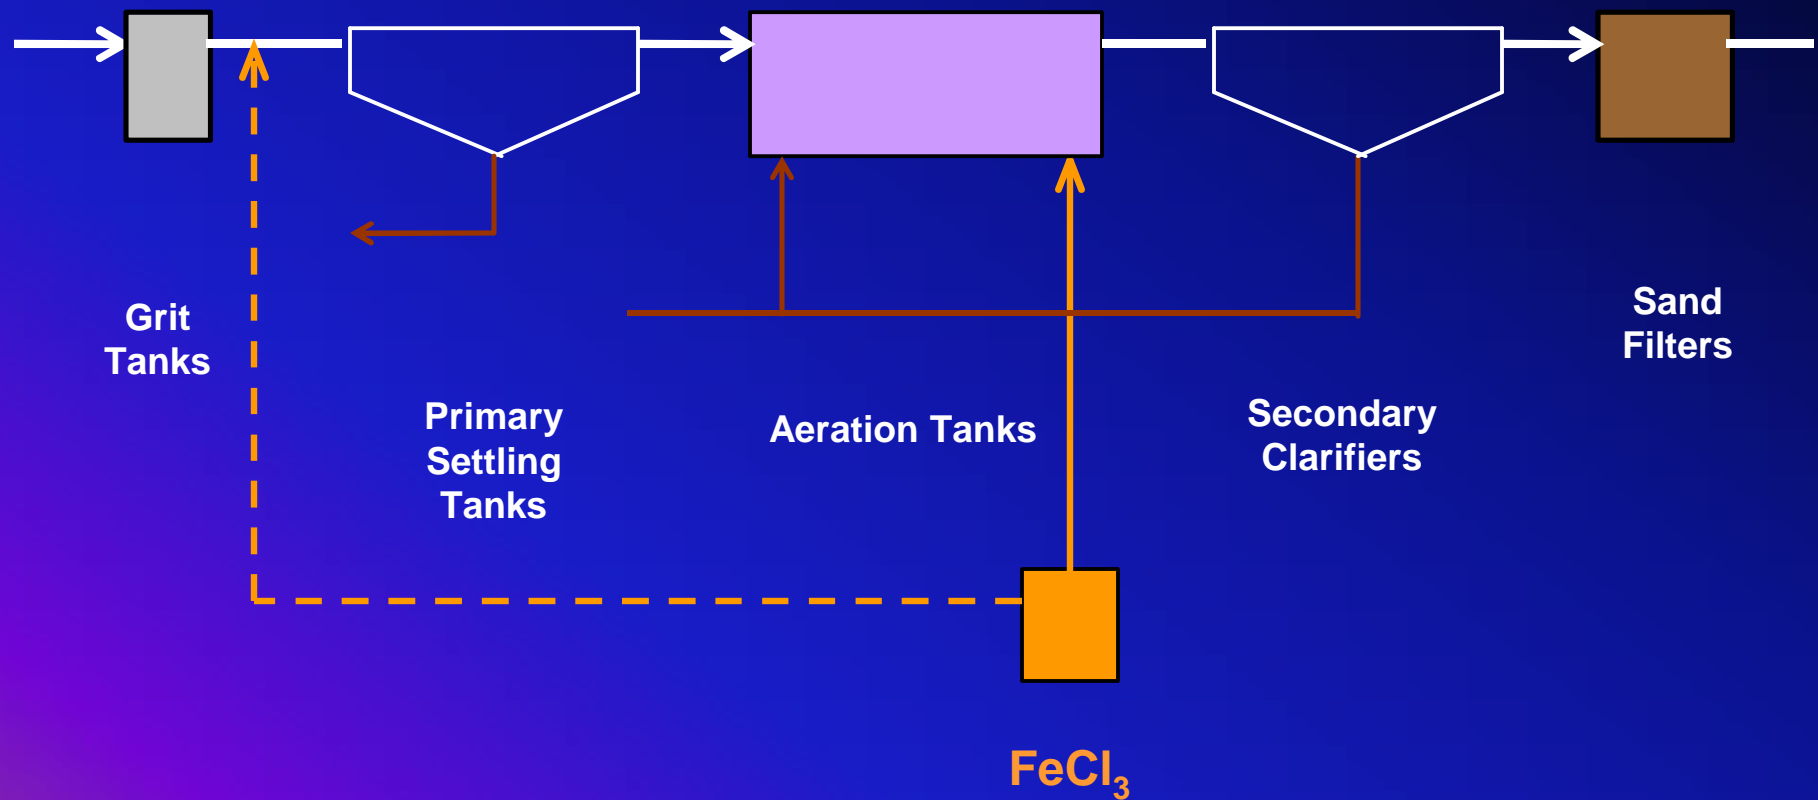 Grit
Tanks
Primary
Settling
Tanks
Aeration Tanks
Secondary
Clarifiers
Sand
Filters
FeCl₃